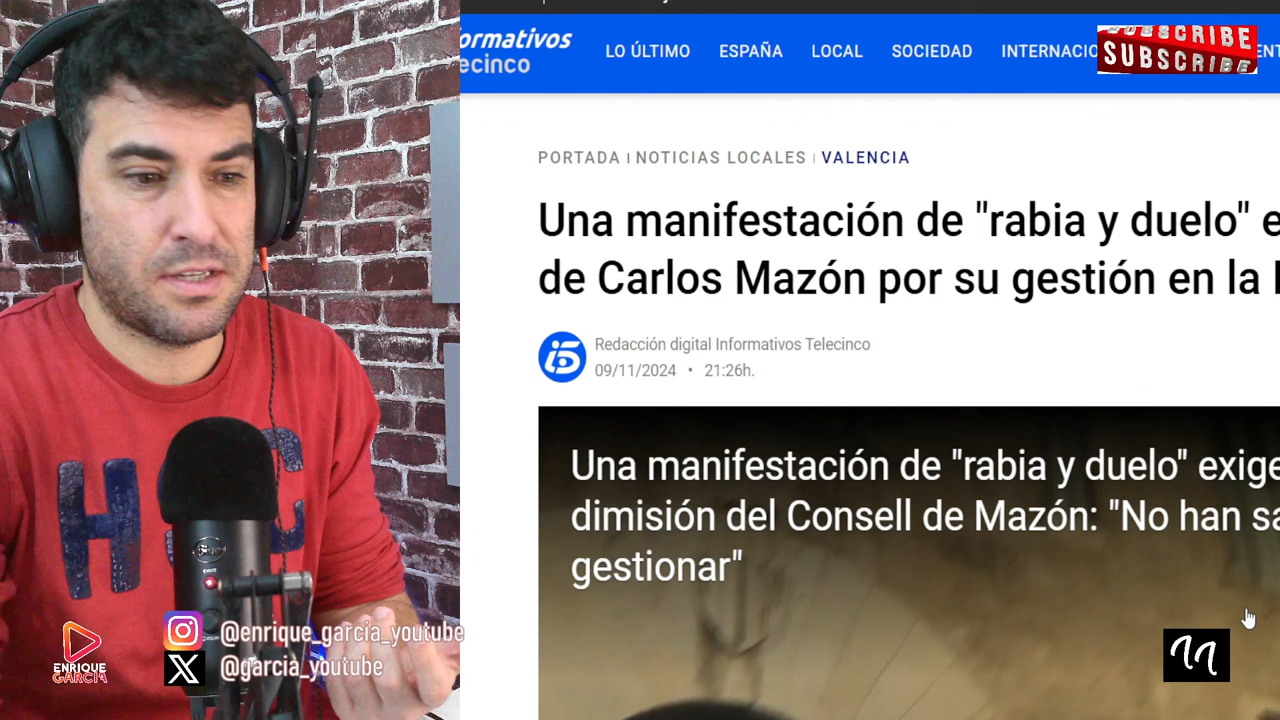 ormativos
ecinco
LO ÚLTIMO ESPAÑA LOCAL SOCIEDAD INTERNACIO
SUBSCRIBE
SUBSCRIBE
PORTADA | NOTICIAS LOCALES | VALENCIA
Una manifestación de "rabia y duelo" e
de Carlos Mazón por su gestión en la
Redacción digital Informativos Telecinco
09/11/2024 • 21:26h.
Una manifestación de "rabia y duelo" exige
dimisión del Consell de Mazón: "No han sa
gestionar"
@enrique_garcia_youtube
@garcia_youtube
ENRIQUE
GARCIA